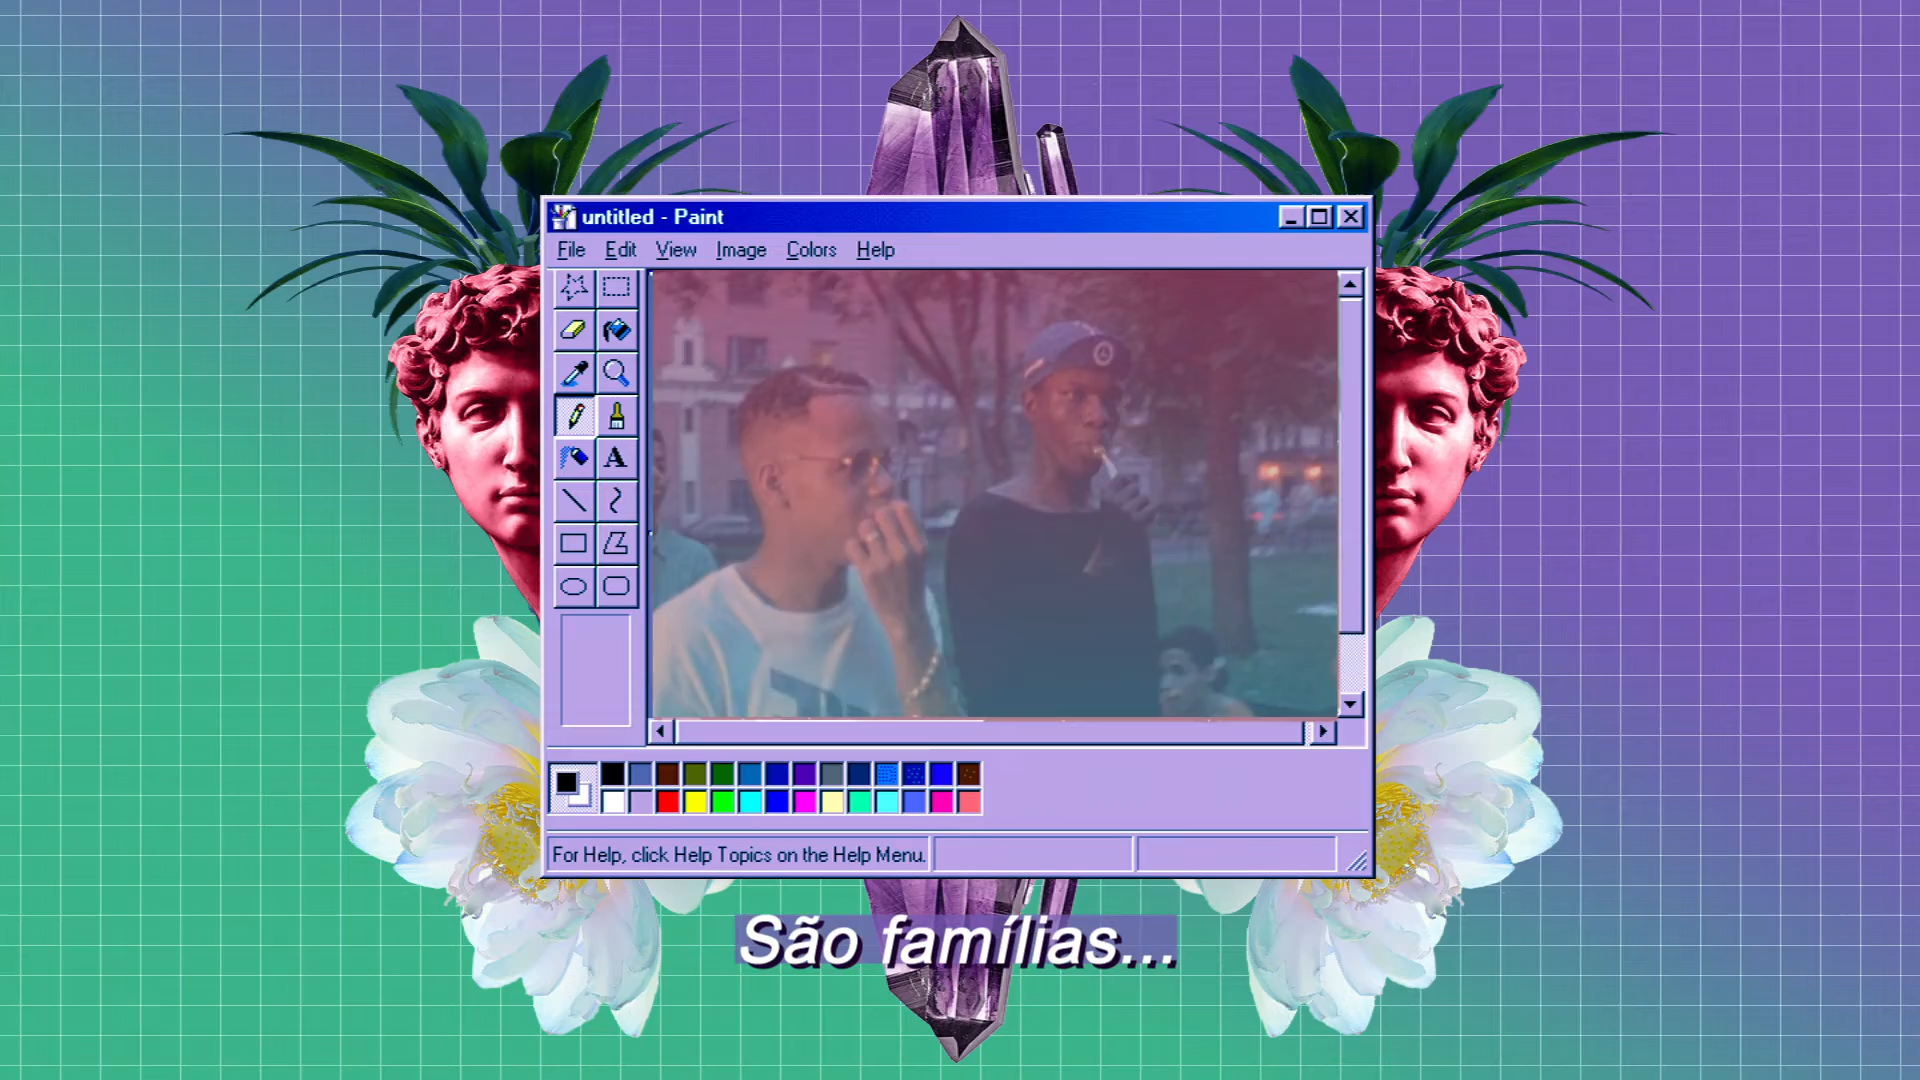 untitled - Paint
File Edit View Image Colors Help
A
For Help, click Help Topics on the Help Menu.
São famílias...